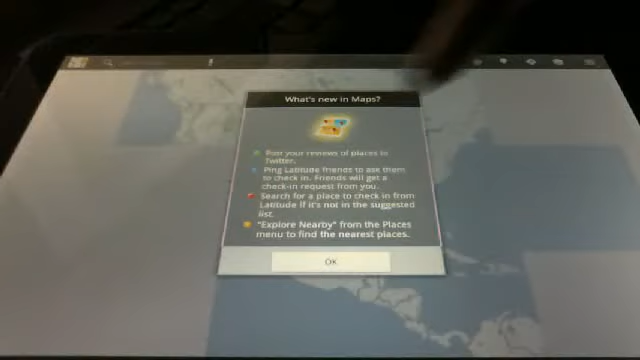 What's new in Maps?
Post your reviews of places to
Twitter.
Ping Latitude friends to ask them
to check in. Friends will get a
check-in request from you.
Search for a place to check in from
Latitude if it's not in the suggested
list.
"Explore Nearby" from the Places
menu to find the nearest places.
OK